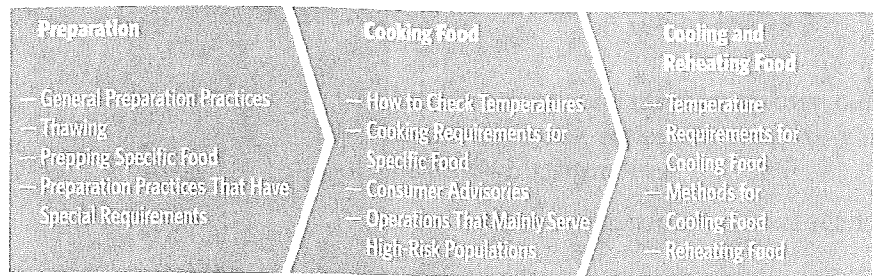 Preparation
— General Preparation Practices
— Thawing
— Prepping Specific Food
— Preparation Practices That Have
Special Requirements
Cooking Food
— How to Check Temperatures
— Cooking Requirements for
Specific Food
— Consumer Advisories
— Operations That Mainly Serve
High-Risk Populations
Cooling and
Reheating Food
— Temperature
Requirements for
Cooling Food
— Methods for
Cooling Food
— Reheating Food